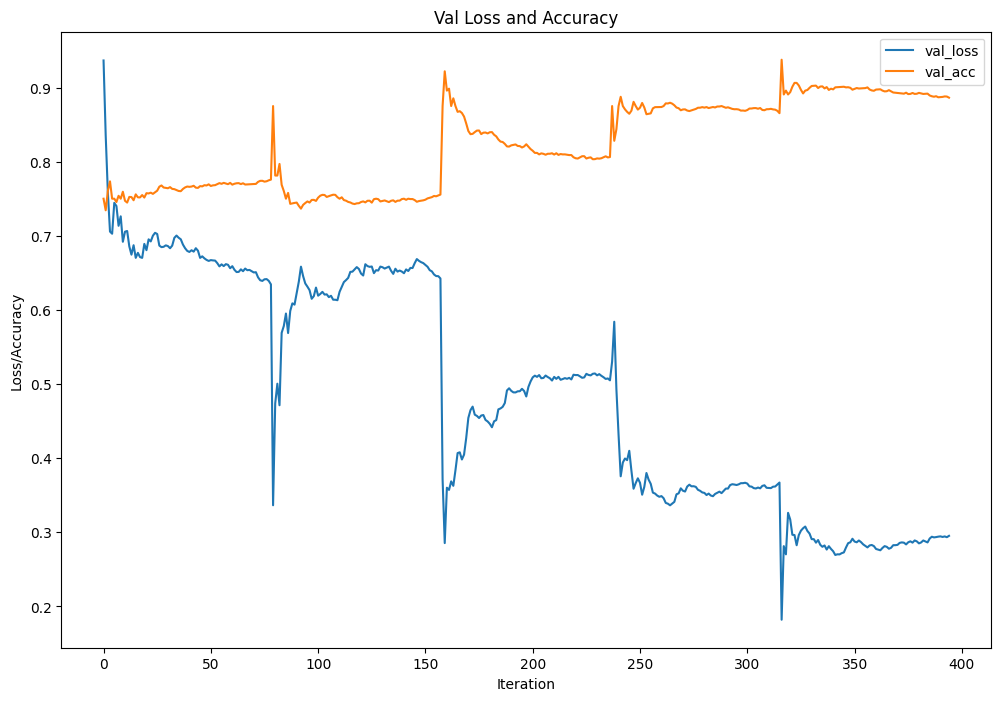 Val Loss and Accuracy
val_loss
val_acc
Loss/Accuracy
0.9
0.8
0.7
0.6
0.5
0.4
0.3
0.2
0 50 100 150 200 250 300 350 400
Iteration